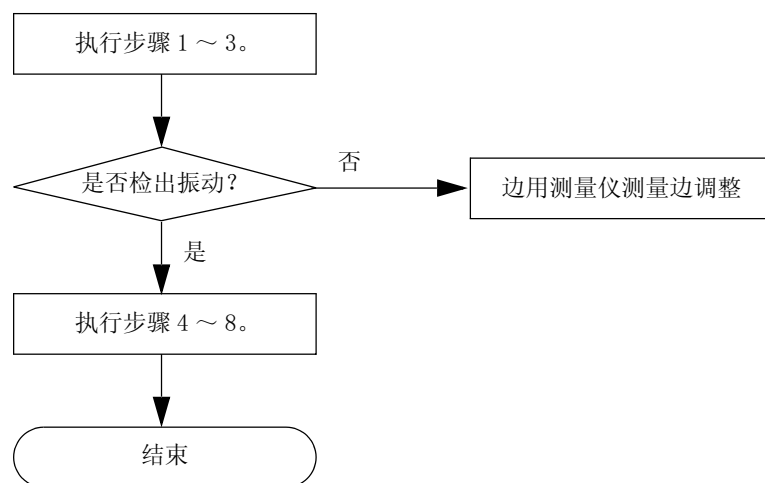 执行步骤 1 ～ 3。
是否检出振动？
否
边用测量仪测量边调整
是
执行步骤 4 ～ 8。
结束